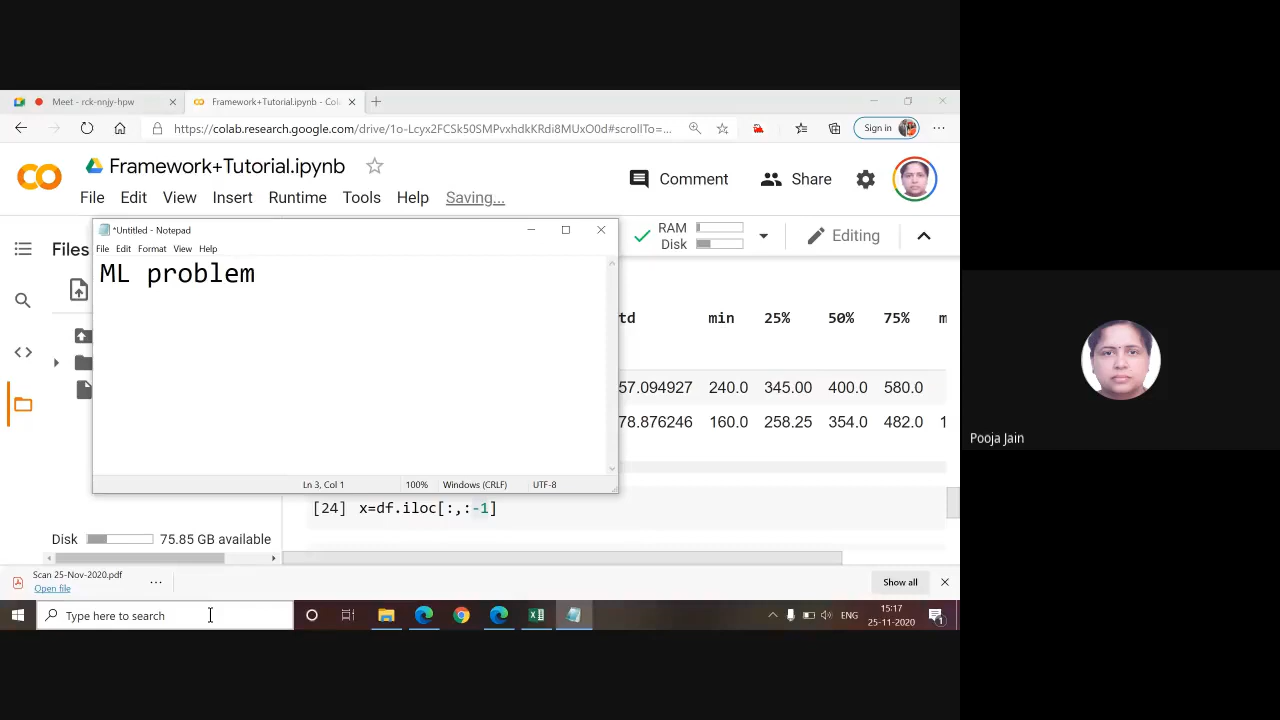 Meet - rck-nnjy-hpw
Framework+Tutorial.ipynb - Col
https://colab.research.google.com/drive/1o-Lcyx2FCSk50SMPvxhdkKRdi8MUxO0d#scrollTo=...
Sign in
Framework+Tutorial.ipynb
Comment
Share
File Edit View Insert Runtime Tools Help Saving...
*Untitled - Notepad
File Edit Format View Help
ML problem
Ln 3, Col 1 100% Windows (CRLF) UTF-8
Files
RAM
Disk
Editing
td min 25% 50% 75% m
57.094927 240.0 345.00 400.0 580.0
78.876246 160.0 258.25 354.0 482.0 1
[24] x=df.iloc[:,:-1]
Disk 75.85 GB available
Scan 25-Nov-2020.pdf
Open file
Show all
Type here to search
ENG
15:17
25-11-2020
1
Pooja Jain